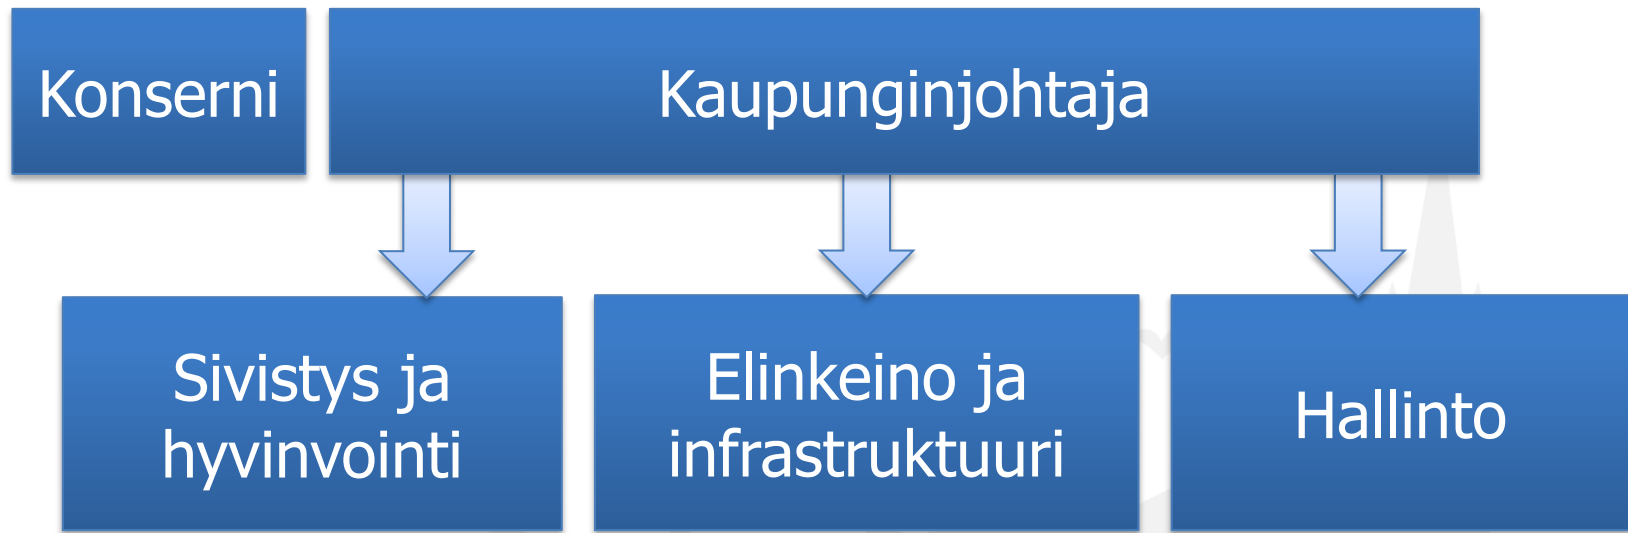 Konserni
Kaupunginjohtaja
Sivistys ja
hyvinvointi
Elinkeino ja
infrastruktuuri
Hallinto